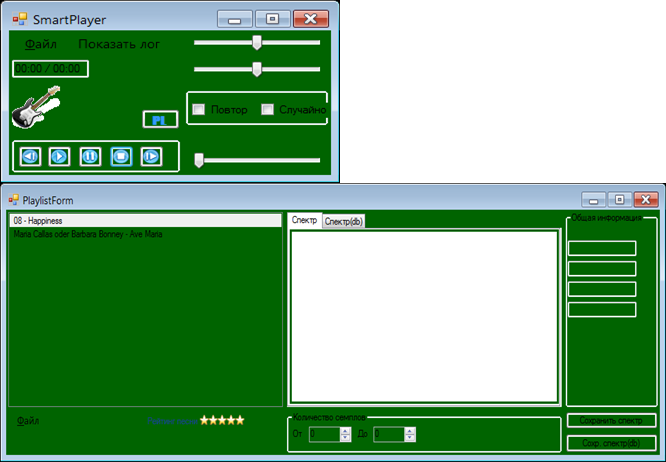 SmartPlayer
Файл Показать лог
00:00 / 00:00
PL
Повтор Случайно
PlaylistForm
08 - Happiness
Maria Callas oder Barbara Bonney - Ave Maria
Спектр Спектр(db)
Общая информация
Файл
Количество семплов
От 0 До 0
Сохранить спектр
Сохр. спектр(db)